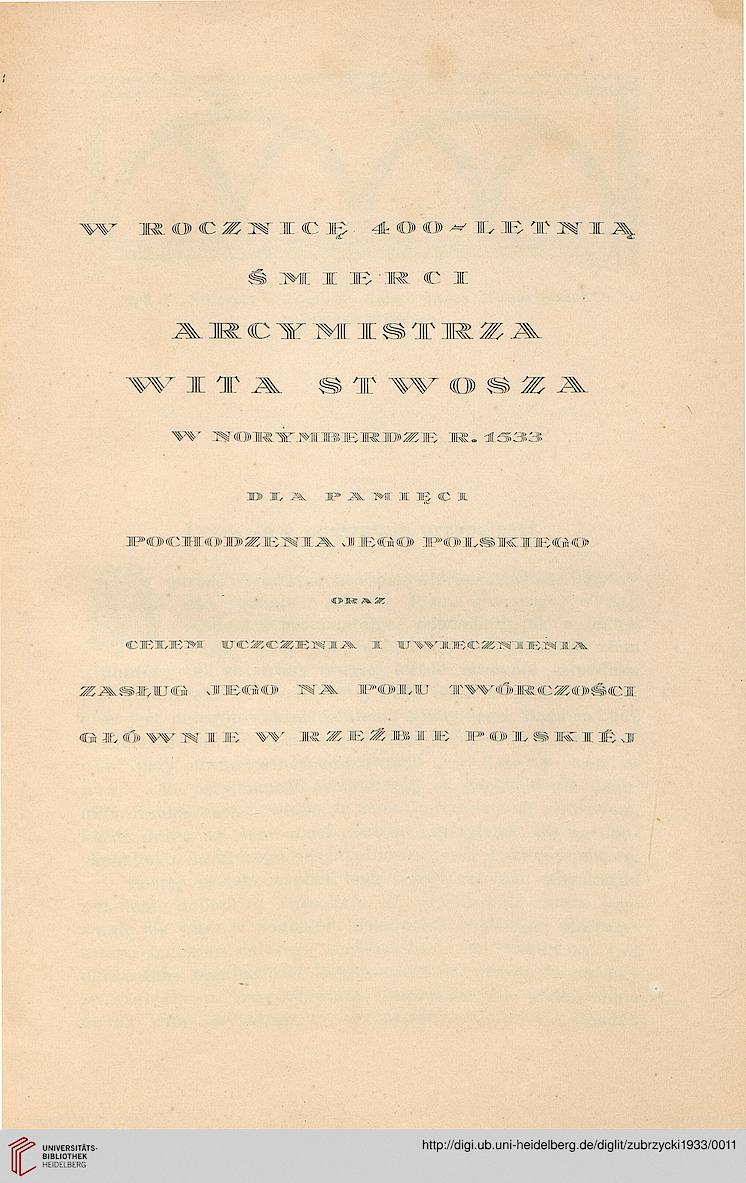 W ROCZNICĘ 400-LETNIĄ
ŚMIERCI
ARCYMISTRZA
WITA STWOSZA
W NORYMBERDZE R. 1533
DLA PAMIĘCI
POCHODZENIA JEGO POLSKIEGO
ORAZ
CELEM UCZCZENIA I UWIECZNIENIA
ZASŁUG JEGO NA POLU TWÓRCZOŚCI
GŁÓWNIE W RZEŹBIE POLSKIÉJ
UNIVERSITÄTS-
BIBLIOTHEK
HEIDELBERG
http://digi.ub.uni-heidelberg.de/diglit/zubrzycki1933/0011